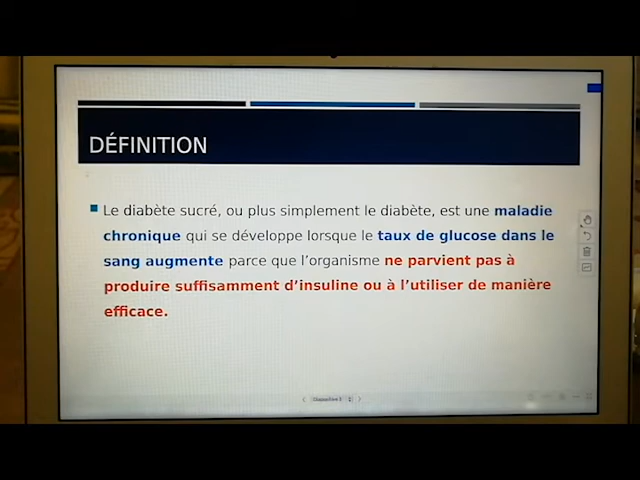 DÉFINITION
Le diabète sucré, ou plus simplement le diabète, est une maladie
chronique qui se développe lorsque le taux de glucose dans le
sang augmente parce que l'organisme ne parvient pas à
produire suffisamment d'insuline ou à l'utiliser de manière
efficace.
Diapositive 3